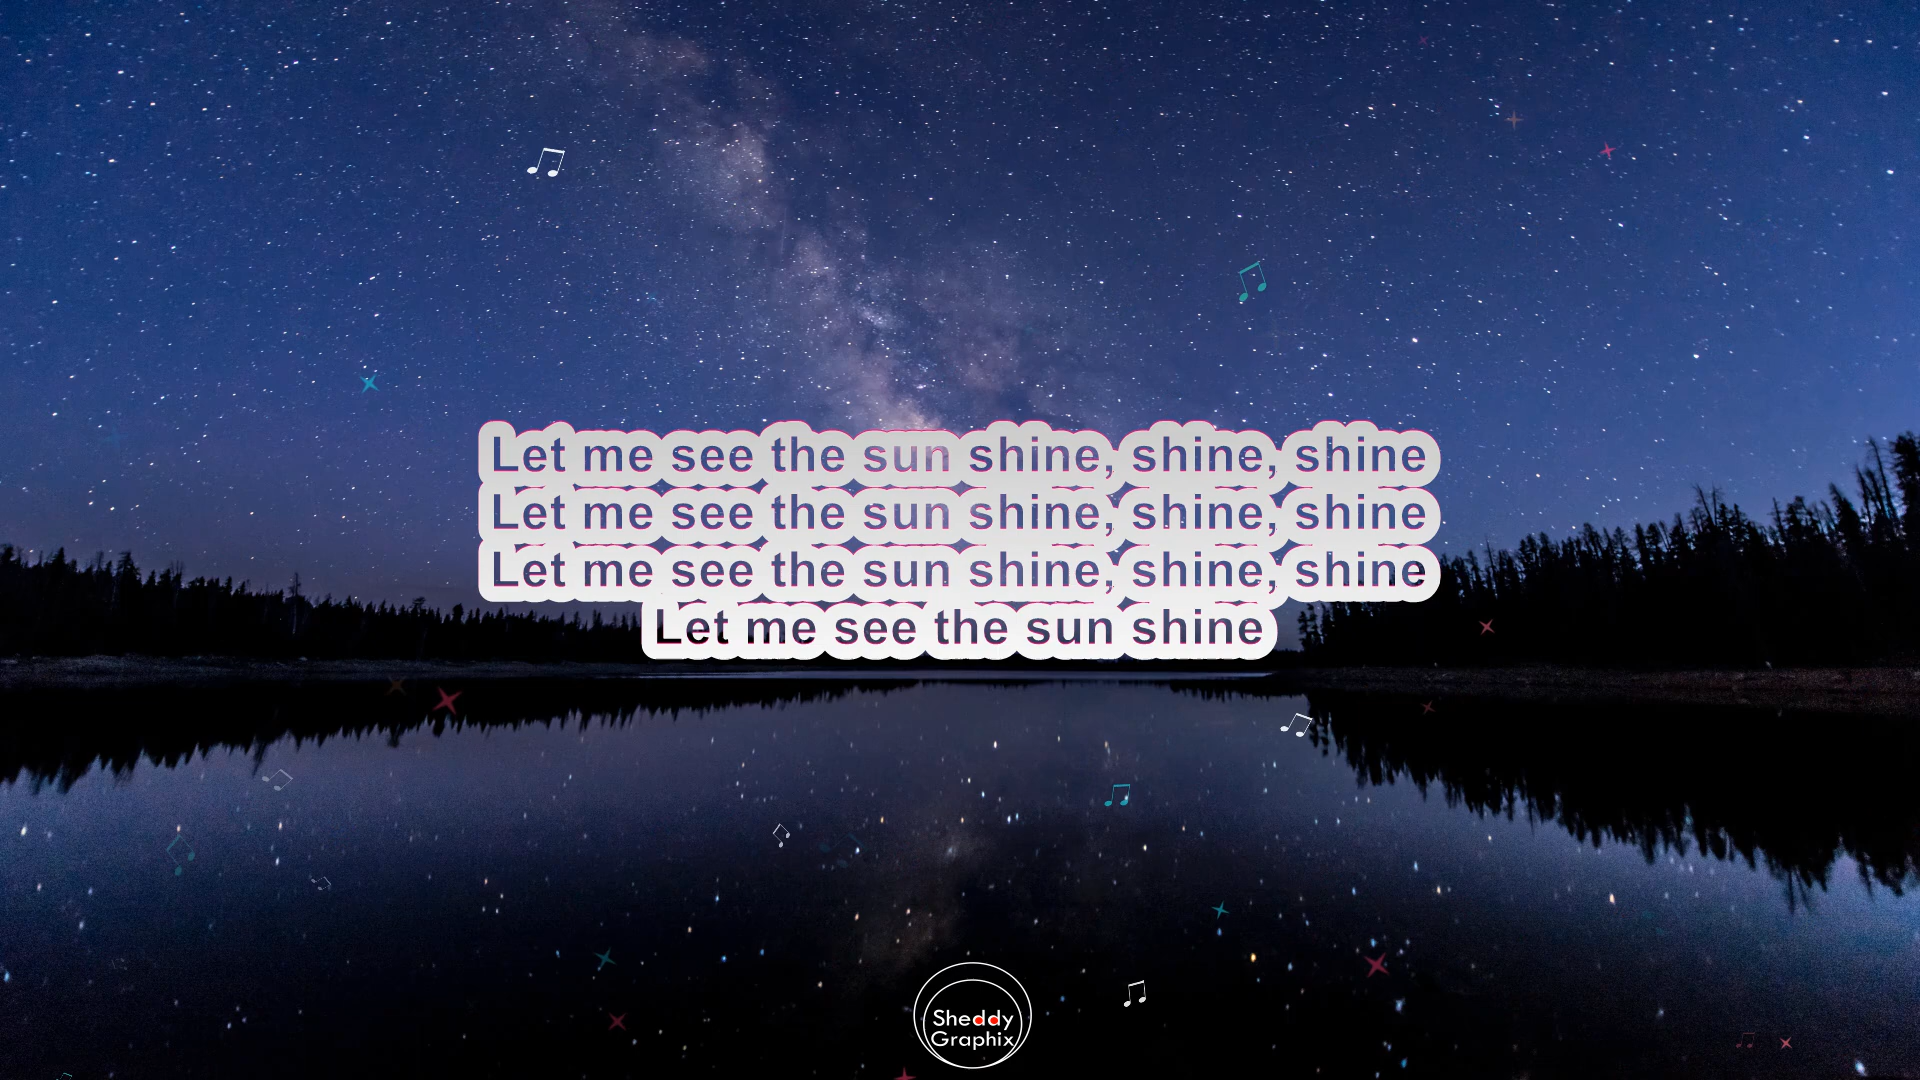 Let me see the sun shine, shine, shine
Let me see the sun shine, shine, shine
Let me see the sun shine, shine, shine
Let me see the sun shine
Sheddy
Graphix